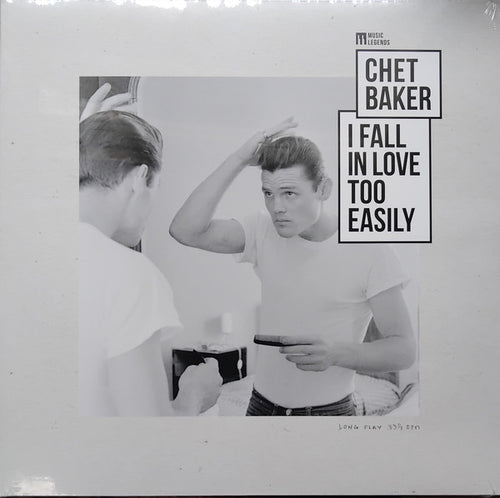 MUSIC
LEGENDS
CHET
BAKER
I FALL
IN LOVE
TOO
EASILY
LONG PLAY 33⅓ RPM